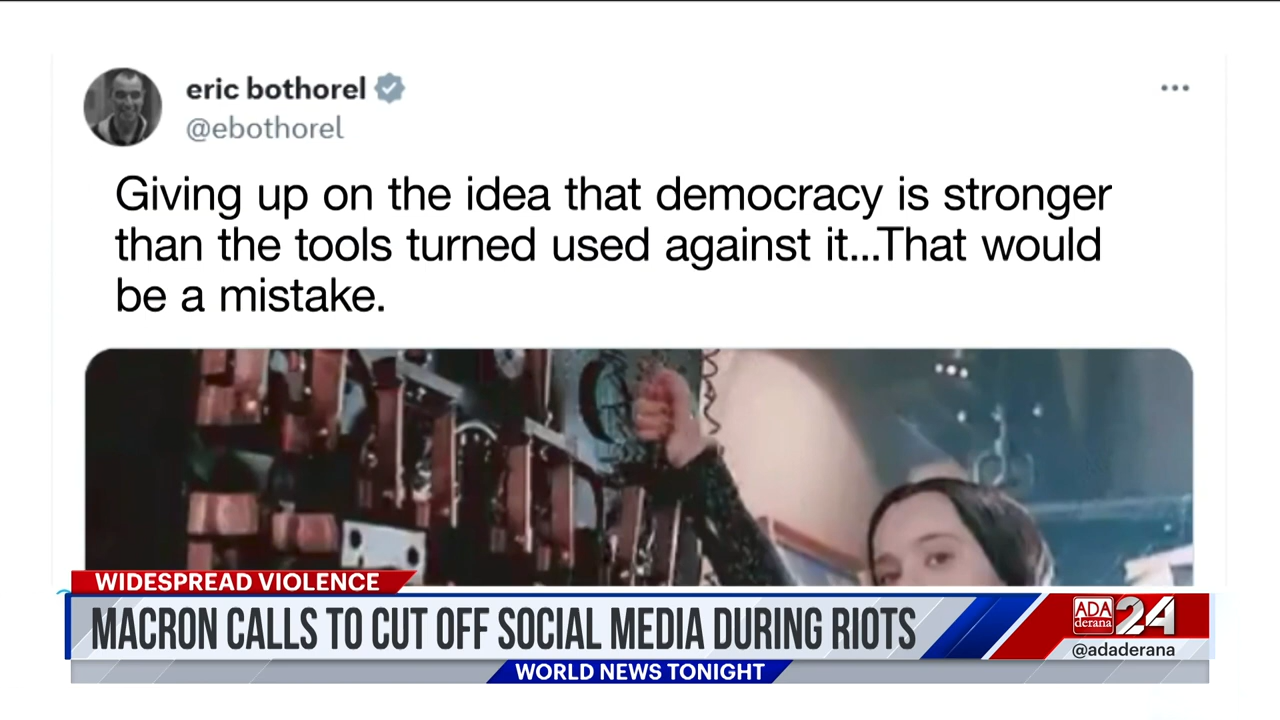 eric bothorel
@ebothorel
Giving up on the idea that democracy is stronger
than the tools turned used against it...That would
be a mistake.
WIDESPREAD VIOLENCE
MACRON CALLS TO CUT OFF SOCIAL MEDIA DURING RIOTS
ADA
derana
24
@adaderana
WORLD NEWS TONIGHT